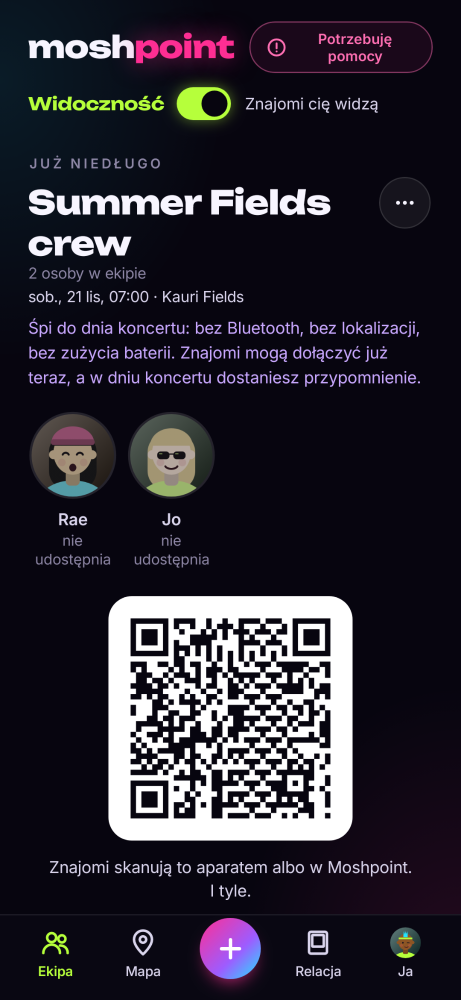 moshpoint
Potrzebuję
pomocy
Widoczność
Znajomi cię widzą
JUŻ NIEDŁUGO
Summer Fields
crew
2 osoby w ekipie
sob., 21 lis, 07:00 · Kauri Fields
Śpi do dnia koncertu: bez Bluetooth, bez lokalizacji,
bez zużycia baterii. Znajomi mogą dołączyć już
teraz, a w dniu koncertu dostaniesz przypomnienie.
Rae
nie
udostępnia
Jo
nie
udostępnia
Znajomi skanują to aparatem albo w Moshpoint.
I tyle.
Ekipa
Mapa
Relacja
Ja